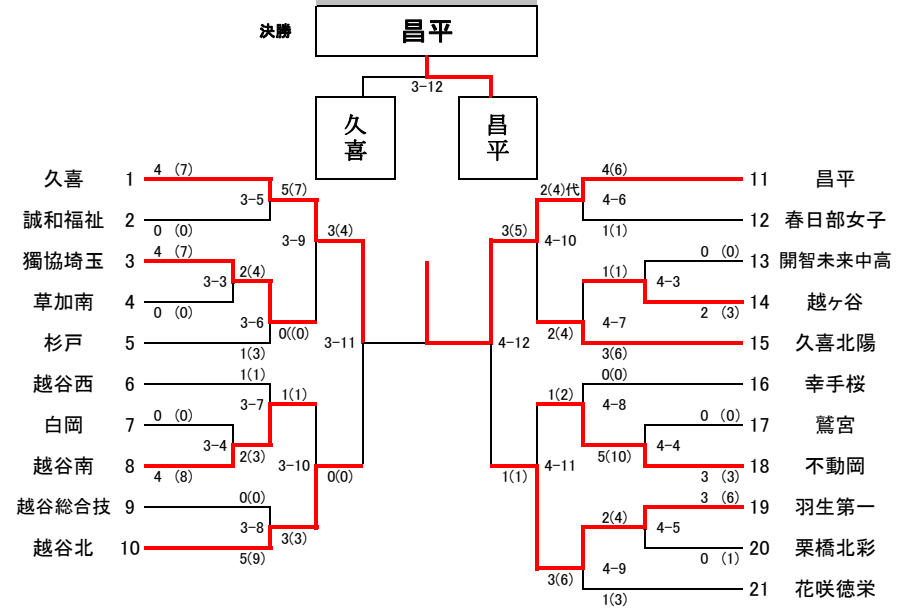 決勝
昌平
3-12
久喜
昌平
久喜 1
4 (7)
誠和福祉 2
0 (0)
3-5
5(7)
獨協埼玉 3
4 (7)
草加南 4
0 (0)
3-3
2(4)
杉戸 5
1(3)
3-6
0((0)
3-9
3(4)
越谷西 6
1(1)
白岡 7
0 (0)
越谷南 8
4 (8)
3-4
2(3)
3-7
1(1)
越谷総合技 9
0(0)
越谷北 10
5(9)
3-8
3(3)
3-10
0(0)
3-11
4-12
11 昌平
4(6)
12 春日部女子
1(1)
4-6
2(4)代
13 開智未来中高
0 (0)
14 越ヶ谷
2 (3)
4-3
1(1)
15 久喜北陽
3(6)
4-7
2(4)
4-10
3(5)
16 幸手桜
0(0)
17 鷲宮
0 (0)
18 不動岡
3 (3)
4-4
5(10)
4-8
1(2)
19 羽生第一
3 (6)
20 栗橋北彩
0 (1)
4-5
2(4)
21 花咲徳栄
1(3)
4-9
3(6)
4-11
1(1)